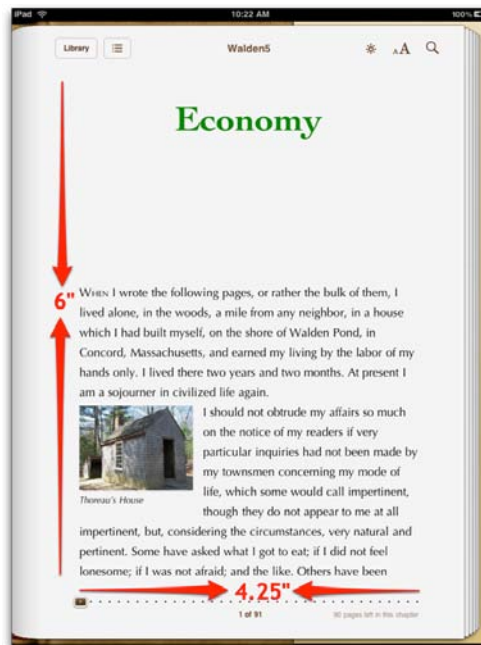 iPad 10:22 AM 100%
Library Walden5 AA
Economy
6"
WHEN I wrote the following pages, or rather the bulk of them, I
lived alone, in the woods, a mile from any neighbor, in a house
which I had built myself, on the shore of Walden Pond, in
Concord, Massachusetts, and earned my living by the labor of my
hands only. I lived there two years and two months. At present I
am a sojourner in civilized life again.
I should not obtrude my affairs so much
on the notice of my readers if very
particular inquiries had not been made by
my townsmen concerning my mode of
life, which some would call impertinent,
though they do not appear to me at all
Thoreau's House
impertinent, but, considering the circumstances, very natural and
pertinent. Some have asked what I got to eat; if I did not feel
lonesome; if I was not afraid; and the like. Others have been
4.25"
1 of 91 90 pages left in this chapter